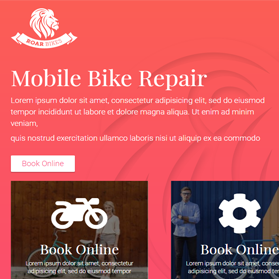 ROAR BIKES
Mobile Bike Repair
Lorem ipsum dolor sit amet, consectetur adipisicing elit, sed do eiusmod
tempor incididunt ut labore et dolore magna aliqua. Ut enim ad minim
veniam,
quis nostrud exercitation ullamco laboris nisi ut aliquip ex ea commodo
Book Online
Book Online
Lorem ipsum dolor sit amet, consectetur
adipisicing elit, sed do eiusmod tempor
Book Online
Lorem ipsum dolor sit amet,
adipisicing elit, sed do